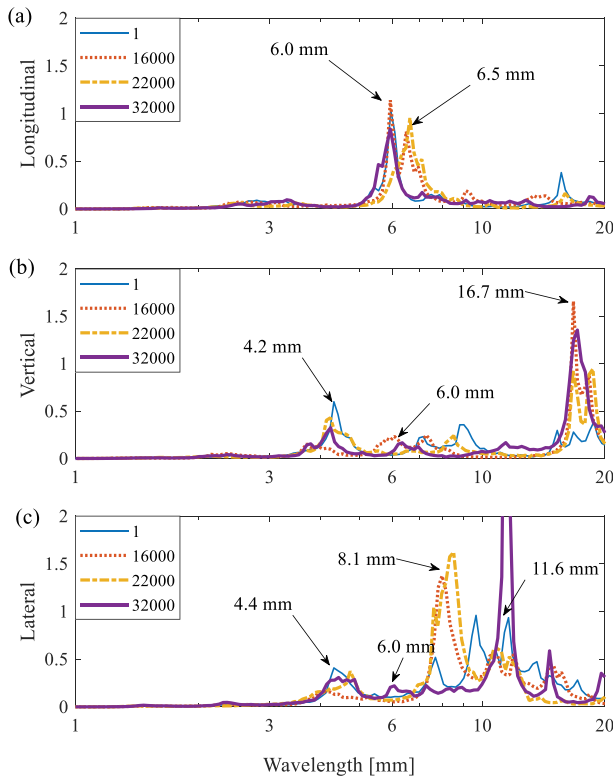 (a)
1
16000
22000
32000
6.0 mm
6.5 mm
Longitudinal
2
1.5
1
0.5
0
1
3
6
10
20
(b)
1
16000
22000
32000
4.2 mm
6.0 mm
16.7 mm
Vertical
2
1.5
1
0.5
0
1
3
6
10
20
(c)
1
16000
22000
32000
4.4 mm
6.0 mm
8.1 mm
11.6 mm
Lateral
2
1.5
1
0.5
0
1
3
6
10
20
Wavelength [mm]